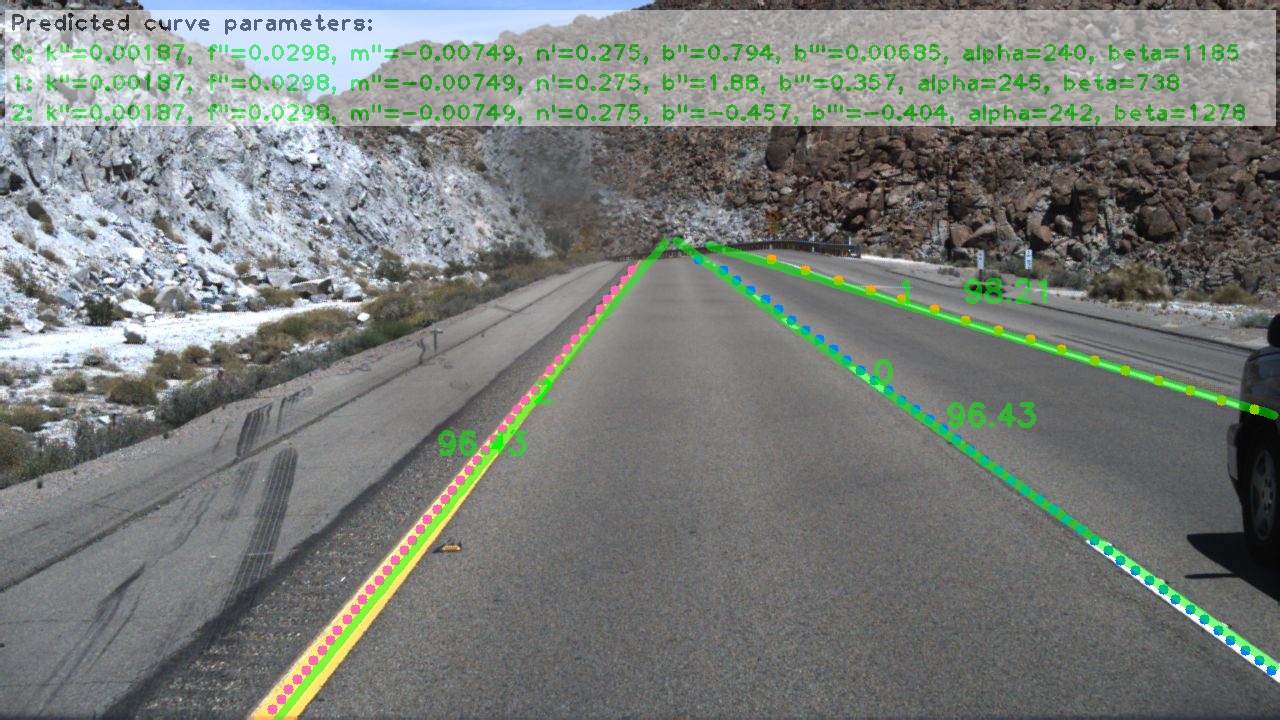 Predicted curve parameters:
0: k''=0.00187, f''=0.0298, m''=-0.00749, n'=0.275, b''=0.794, b'''=0.00685, alpha=240, beta=1185
1: k''=0.00187, f''=0.0298, m''=-0.00749, n'=0.275, b''=1.88, b'''=0.357, alpha=245, beta=738
2: k''=0.00187, f''=0.0298, m''=-0.00749, n'=0.275, b''=-0.457, b'''=-0.404, alpha=242, beta=1278
1
98.21
0
96.43
2